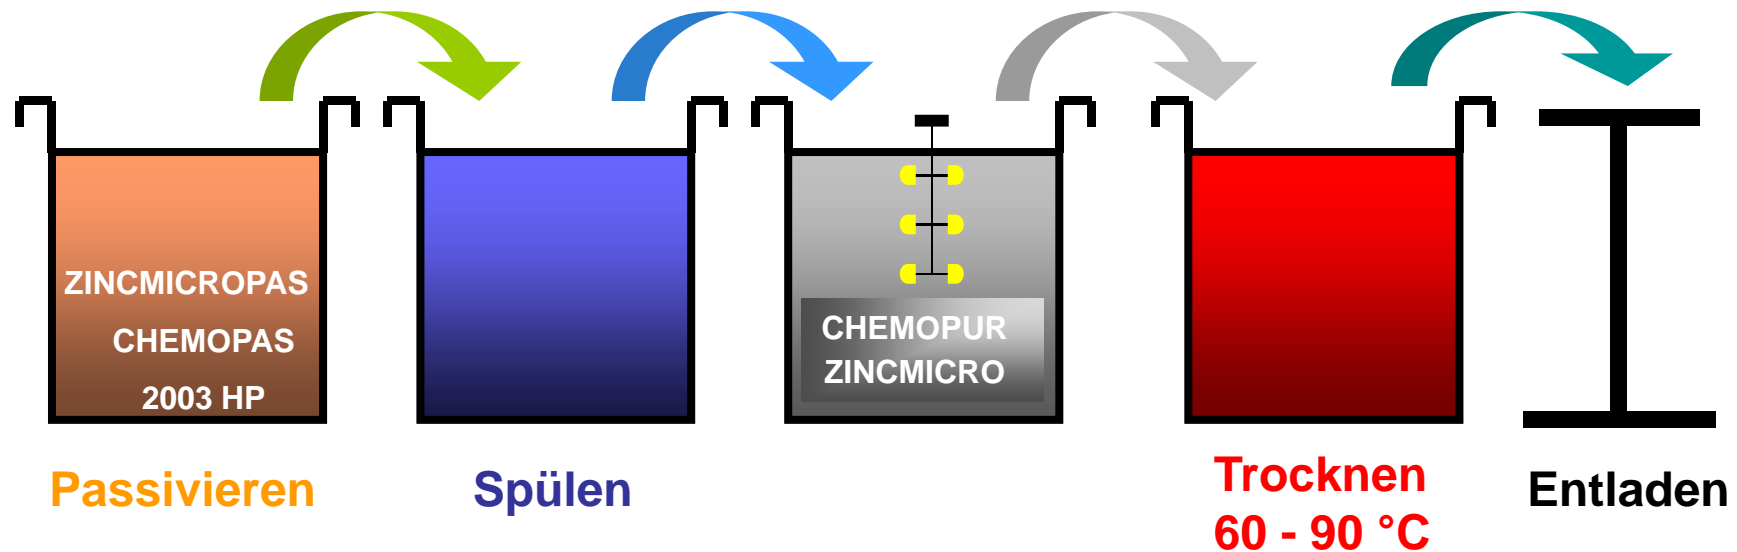 ZINCMICROPAS
CHEMOPAS
2003 HP
CHEMOPUR
ZINCMICRO
Passivieren
Spülen
Trocknen
60 - 90 °C
Entladen